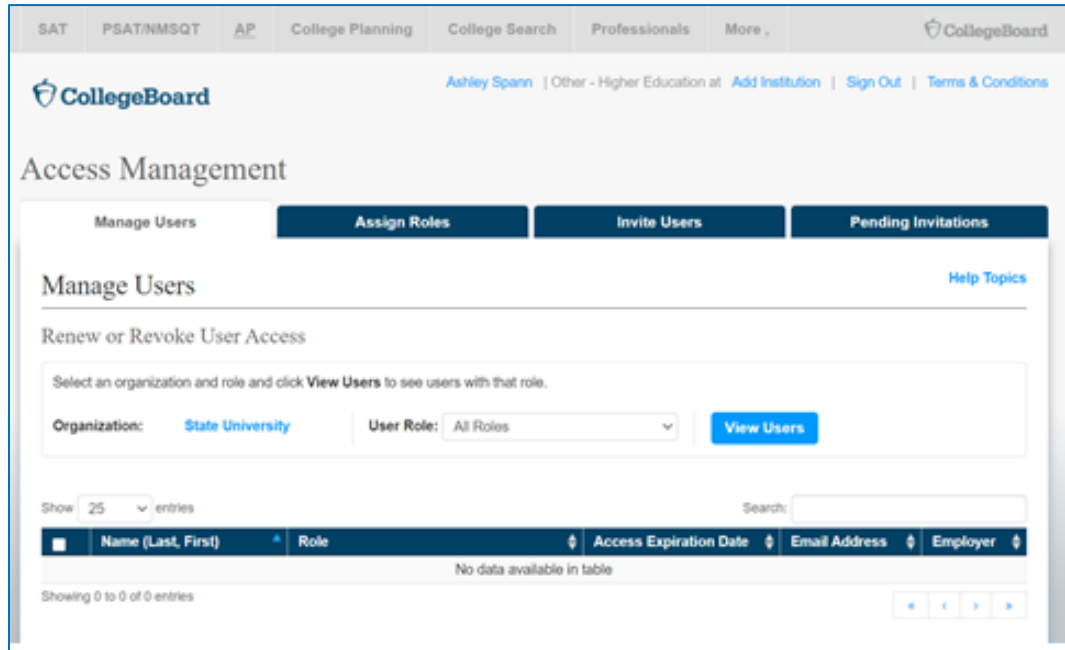 SAT PSAT/NMSQT AP College Planning College Search Professionals More . CollegeBoard
CollegeBoard
Ashley Spann | Other - Higher Education at Add Institution | Sign Out | Terms & Conditions
Access Management
Manage Users Assign Roles Invite Users Pending Invitations
Manage Users
Help Topics
Renew or Revoke User Access
Select an organization and role and click View Users to see users with that role.
Organization: State University User Role: All Roles View Users
Show 25 entries Search:
Name (Last, First) Role Access Expiration Date Email Address Employer
No data available in table
Showing 0 to 0 of 0 entries « ‹ › »